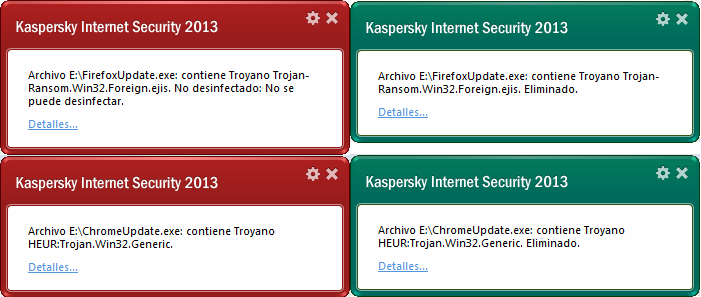 Kaspersky Internet Security 2013
Archivo E:\FirefoxUpdate.exe: contiene Troyano Trojan-
Ransom.Win32.Foreign.ejis. No desinfectado: No se
puede desinfectar.
Detalles...
Kaspersky Internet Security 2013
Archivo E:\FirefoxUpdate.exe: contiene Troyano Trojan-
Ransom.Win32.Foreign.ejis. Eliminado.
Detalles...
Kaspersky Internet Security 2013
Archivo E:\ChromeUpdate.exe: contiene Troyano
HEUR:Trojan.Win32.Generic.
Detalles...
Kaspersky Internet Security 2013
Archivo E:\ChromeUpdate.exe: contiene Troyano
HEUR:Trojan.Win32.Generic. Eliminado.
Detalles...